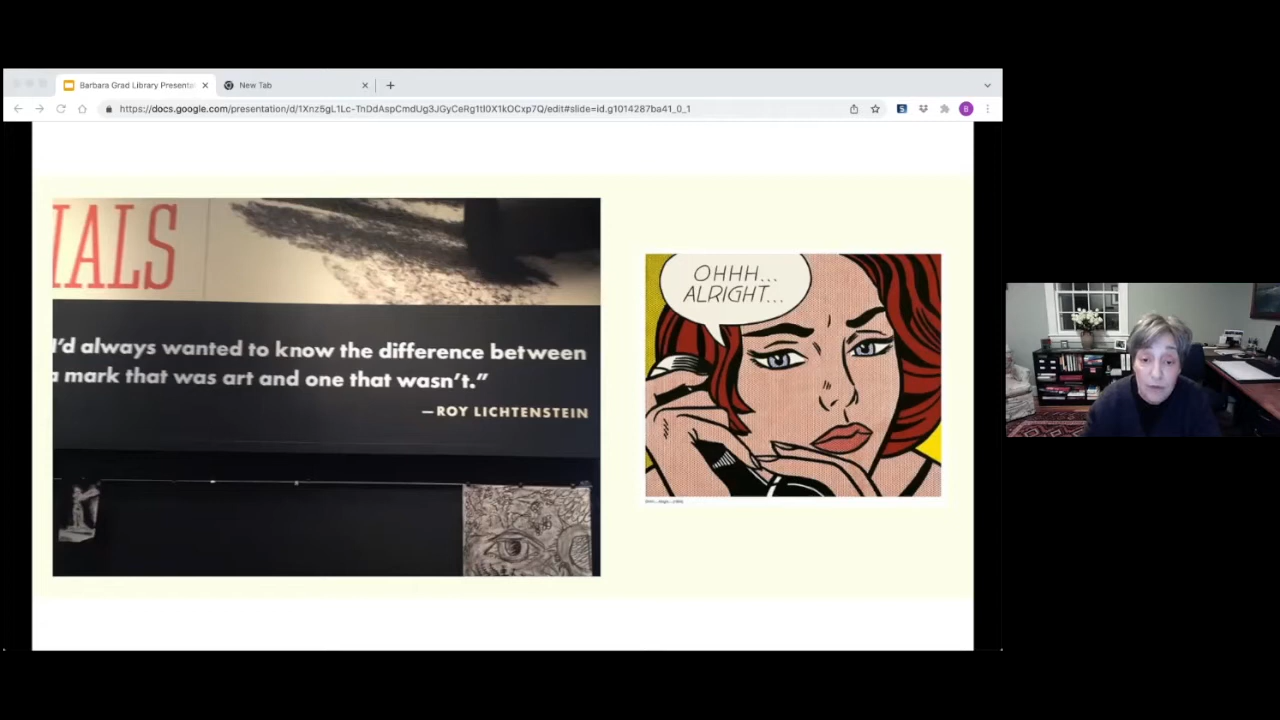 Barbara Grad Library Presenta
New Tab
https://docs.google.com/presentation/d/1Xnz5gL1Lc-TnDdAspCmdUg3JGyCeRg1tI0X1kOCxp7Q/edit#slide=id.g1014287ba41_0_1
B
IALS
I'd always wanted to know the difference between
a mark that was art and one that wasn't.”
—ROY LICHTENSTEIN
OHHH...
ALRIGHT...